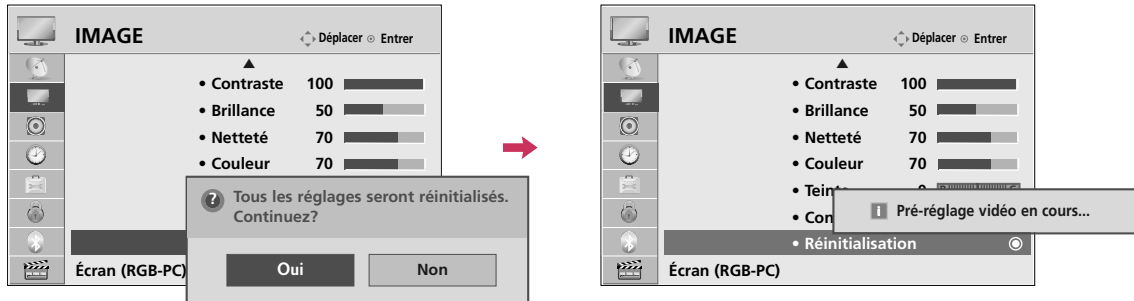 IMAGE
Déplacer
Entrer
• Contraste 100
• Brillance 50
• Netteté 70
• Couleur 70
Tous les réglages seront réinitialisés.
Continuez?
Oui
Non
Écran (RGB-PC)
IMAGE
Déplacer
Entrer
• Contraste 100
• Brillance 50
• Netteté 70
• Couleur 70
• Con
Pré-réglage vidéo en cours...
• Réinitialisation
Écran (RGB-PC)